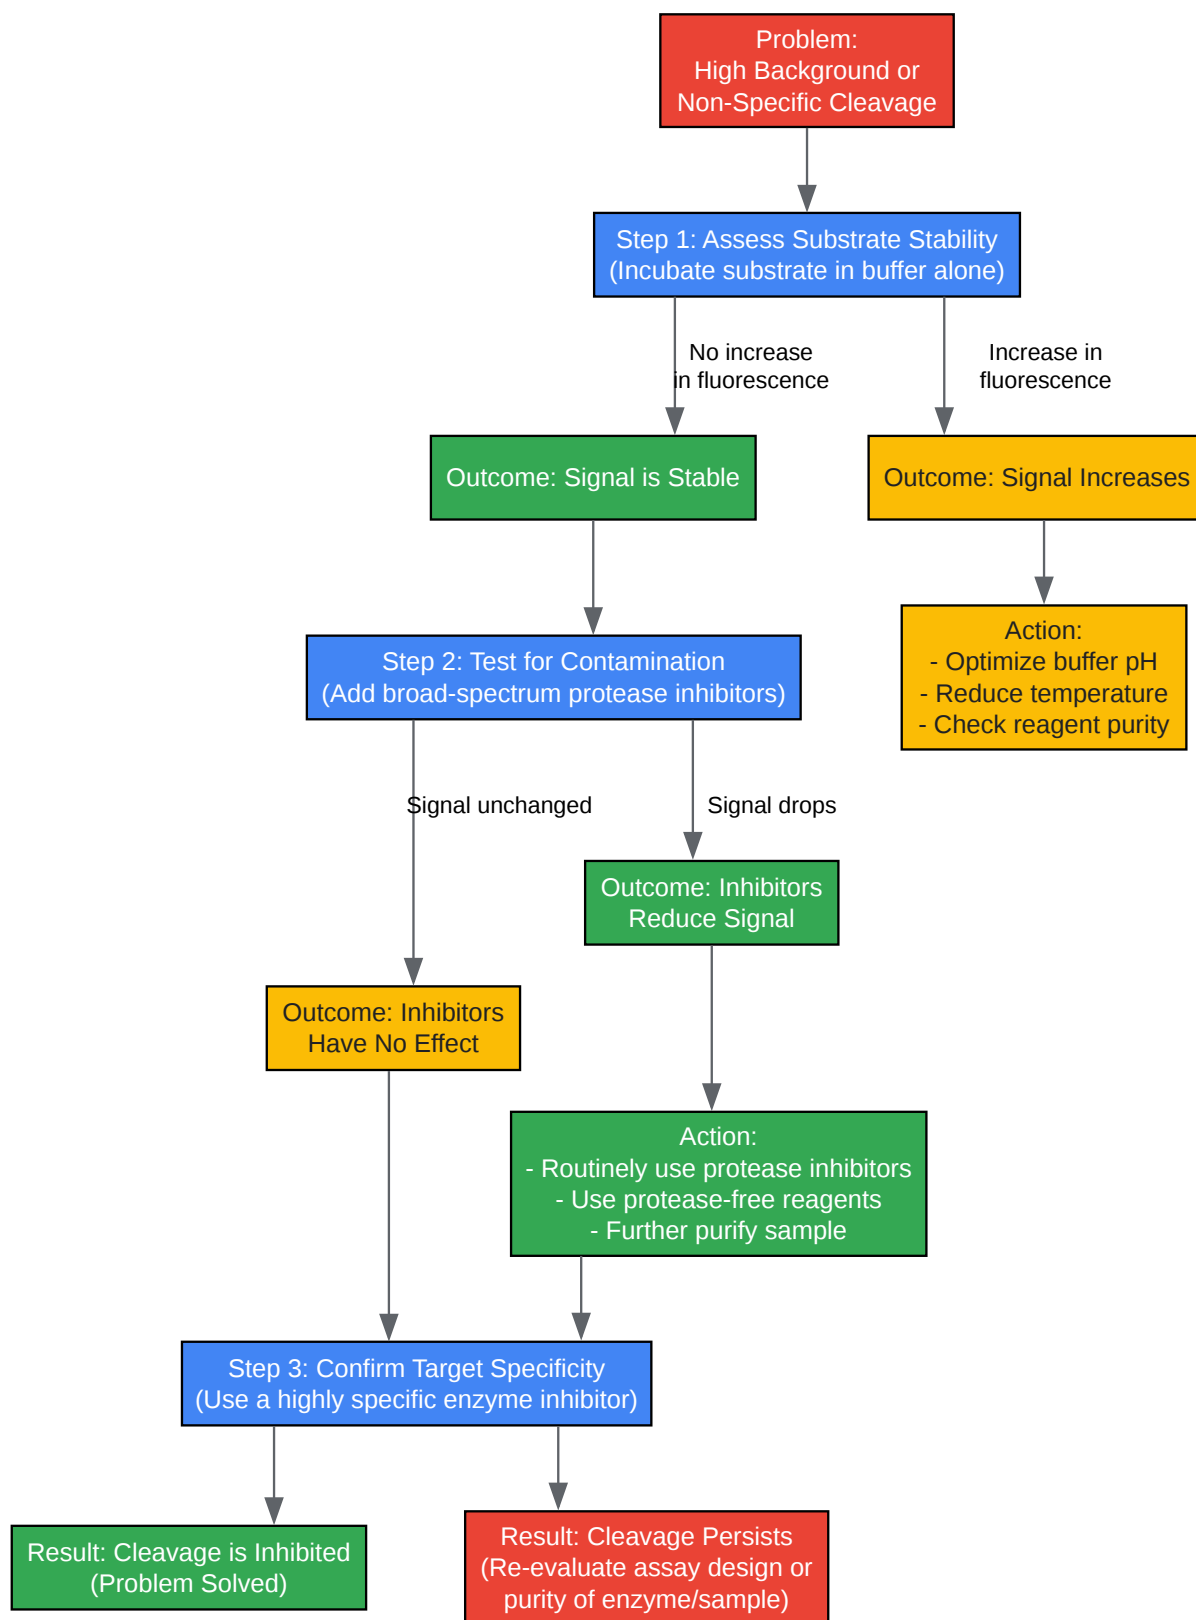 Problem:
High Background or
Non-Specific Cleavage
Step 1: Assess Substrate Stability
(Incubate substrate in buffer alone)
No increase
in fluorescence
Increase in
fluorescence
Outcome: Signal is Stable
Outcome: Signal Increases
Step 2: Test for Contamination
(Add broad-spectrum protease inhibitors)
Action:
- Optimize buffer pH
- Reduce temperature
- Check reagent purity
Signal unchanged
Signal drops
Outcome: Inhibitors
Reduce Signal
Outcome: Inhibitors
Have No Effect
Action:
- Routinely use protease inhibitors
- Use protease-free reagents
- Further purify sample
Step 3: Confirm Target Specificity
(Use a highly specific enzyme inhibitor)
Result: Cleavage is Inhibited
(Problem Solved)
Result: Cleavage Persists
(Re-evaluate assay design or
purity of enzyme/sample)